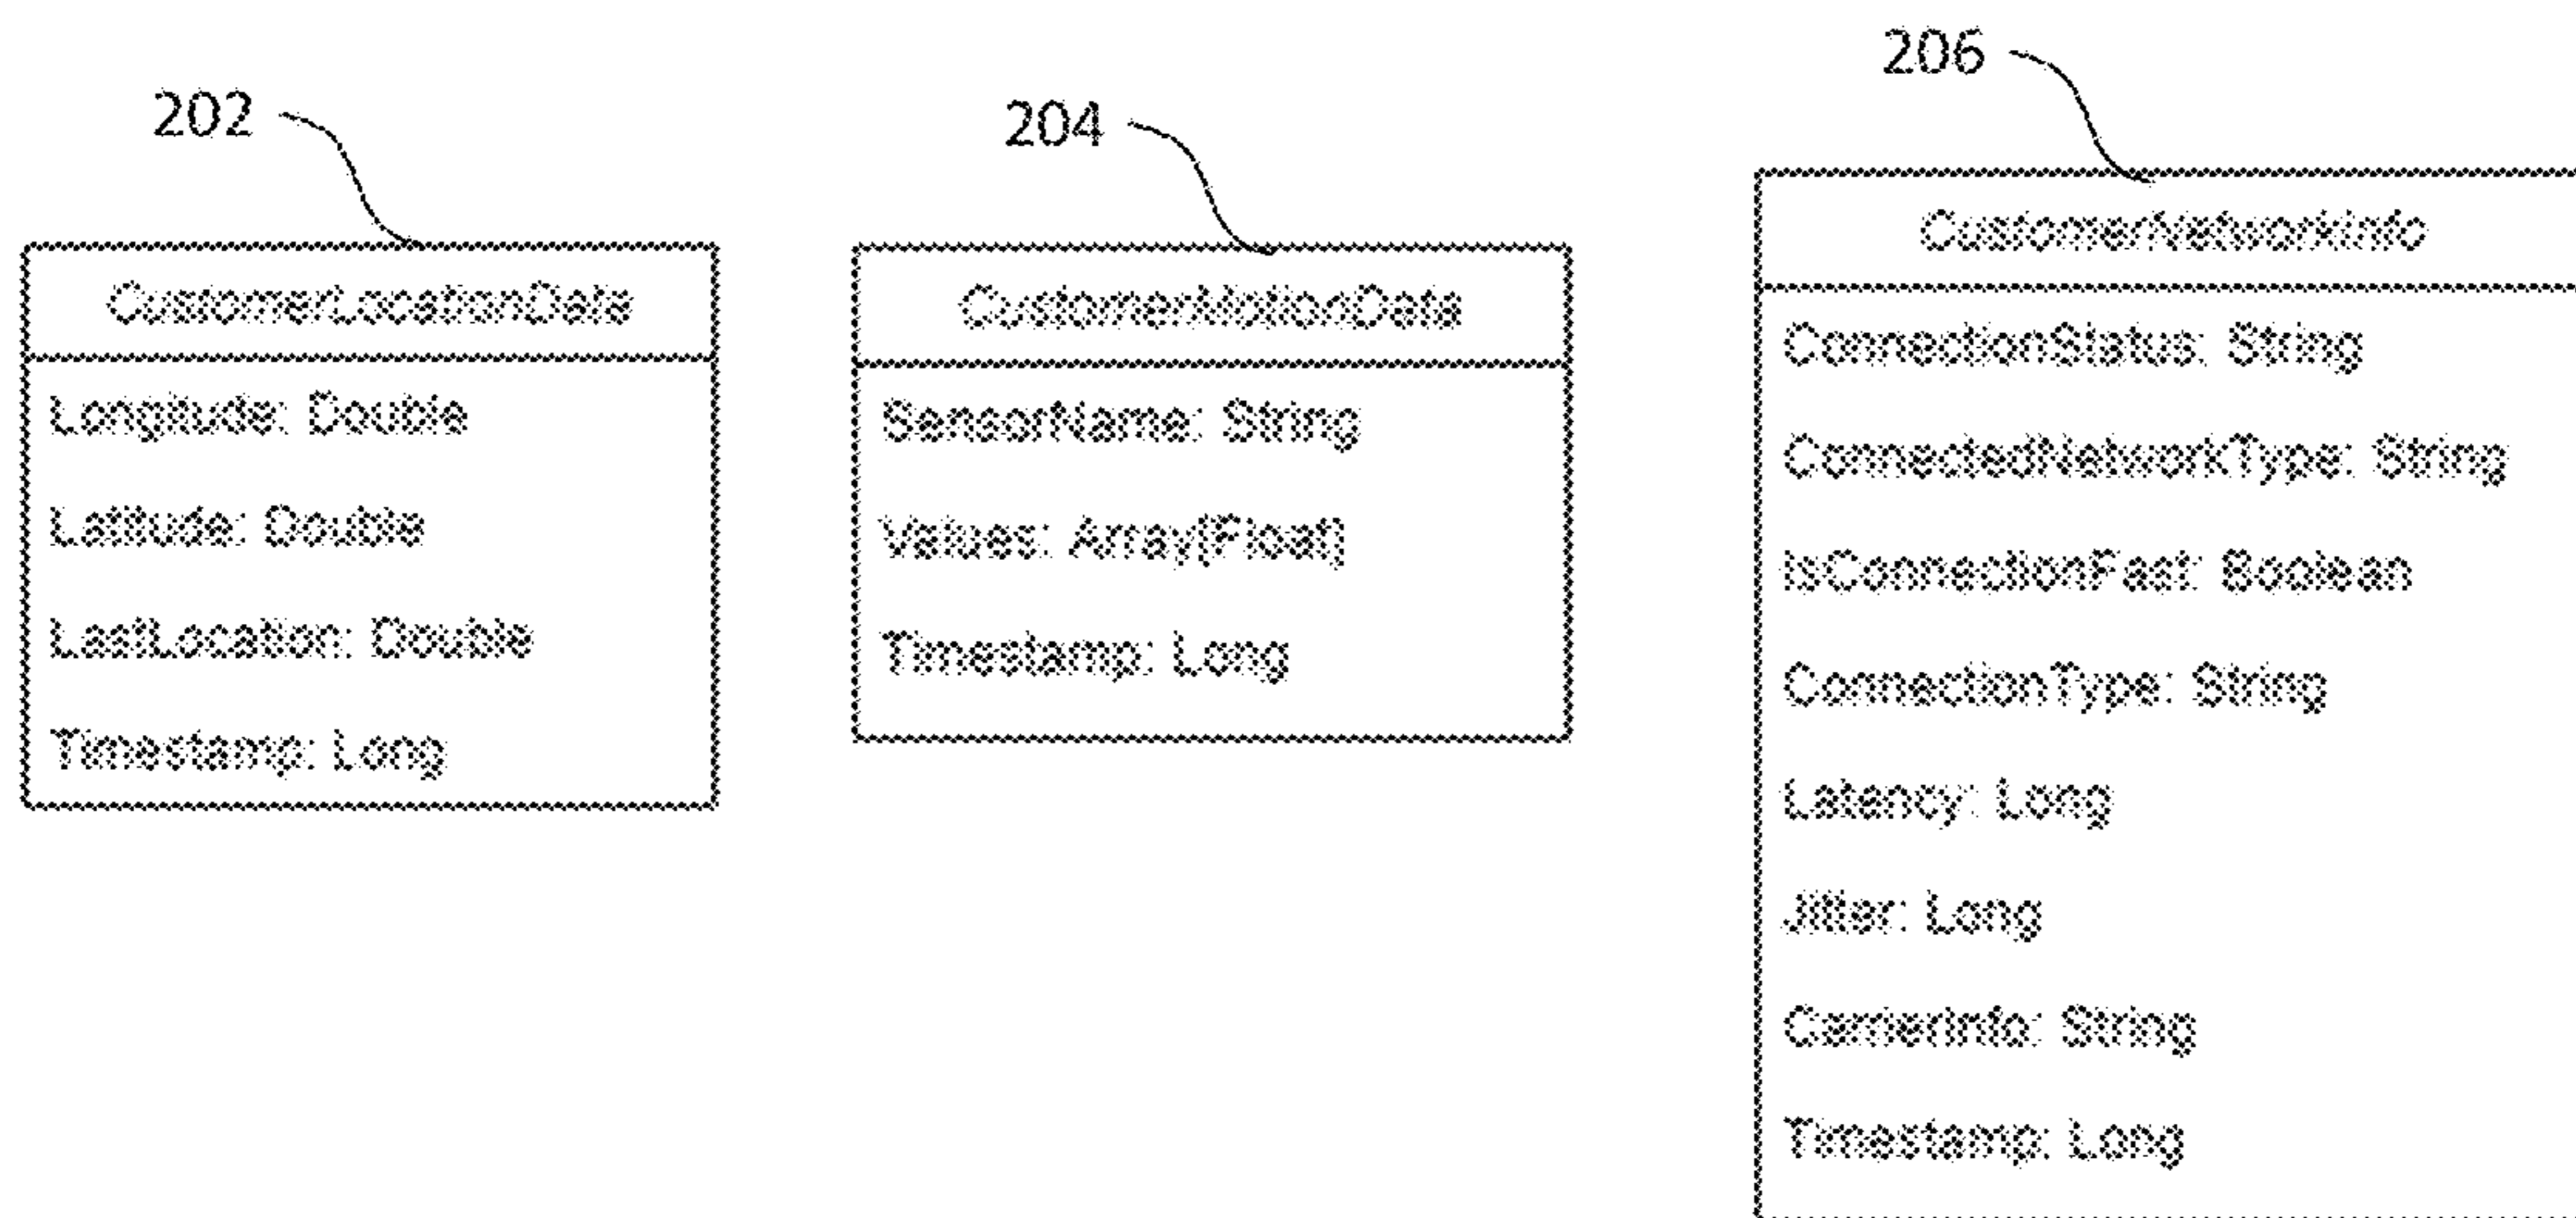 202
CustomerLocationData
Longitude: Double
Latitude: Double
LastLocation: Double
Timestamp: Long
204
CustomerMotionData
SensorName: String
Values: Array[Float]
Timestamp: Long
206
CustomerNetworkInfo
ConnectionStatus: String
ConnectedNetworkType: String
isConnectionFast: Boolean
ConnectionType: String
Latency: Long
Jitter: Long
CarrierInfo: String
Timestamp: Long